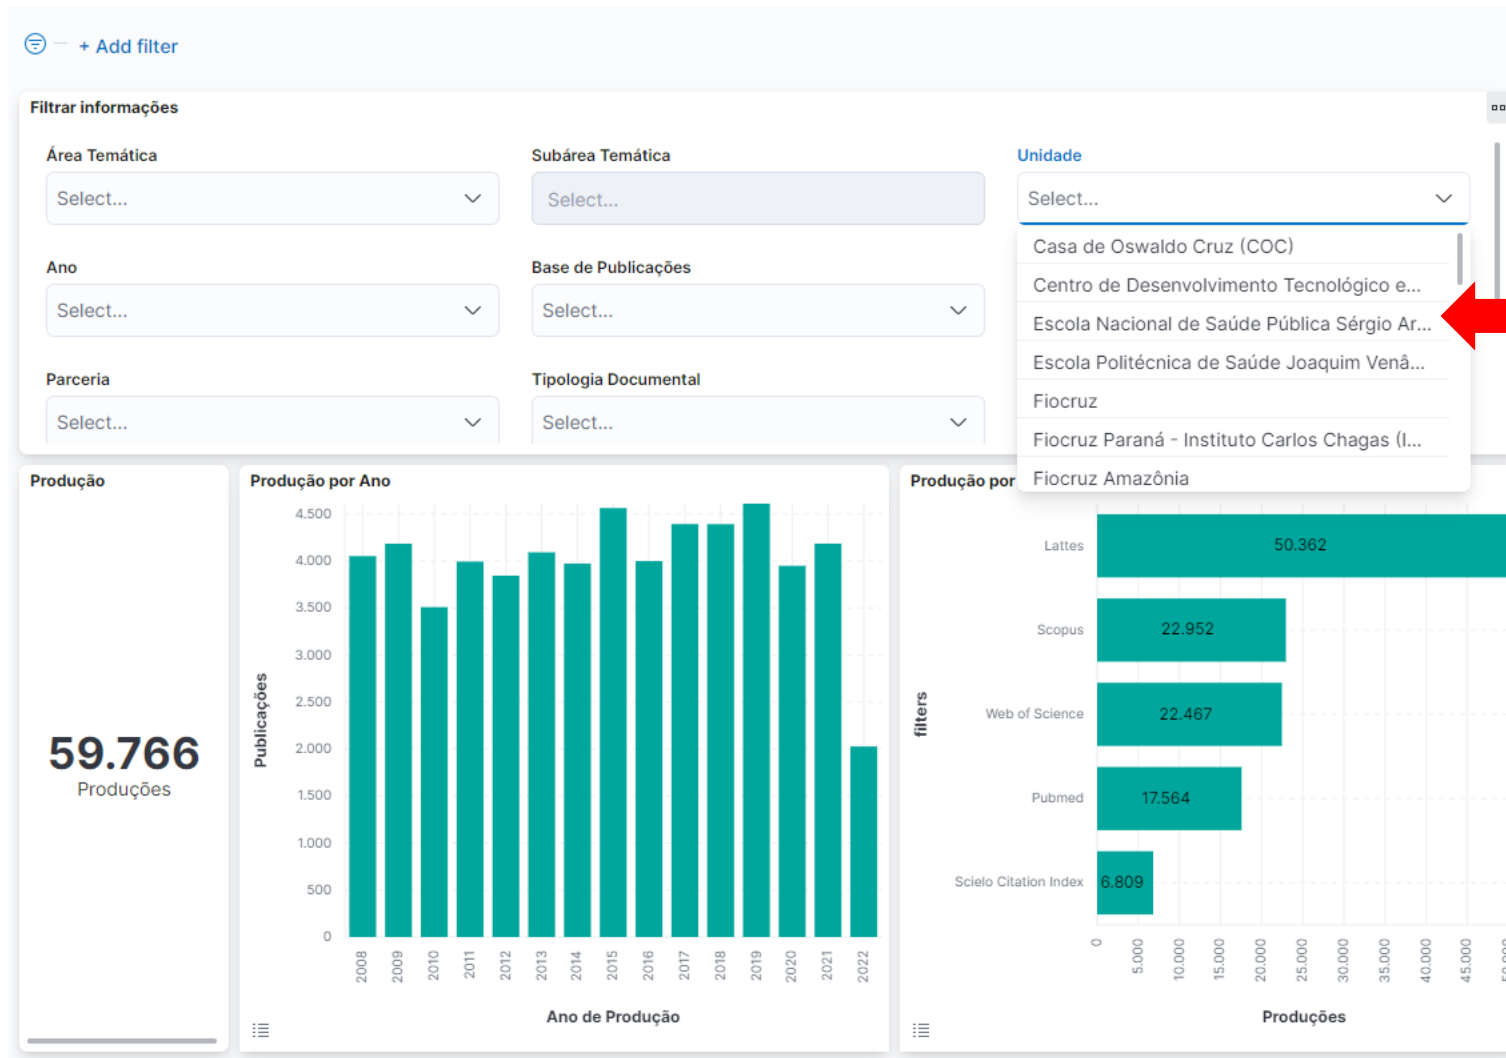 + Add filter
Filtrar informações
Área Temática
Select...
Subárea Temática
Select...
Unidade
Select...
Casa de Oswaldo Cruz (COC)
Centro de Desenvolvimento Tecnológico e...
Escola Nacional de Saúde Pública Sérgio Ar...
Escola Politécnica de Saúde Joaquim Venâ...
Fiocruz
Fiocruz Paraná - Instituto Carlos Chagas (I...
Fiocruz Amazônia
Ano
Select...
Base de Publicações
Select...
Parceria
Select...
Tipologia Documental
Select...
Produção
59.766
Produções
Produção por Ano
Publicações
4.500
4.000
3.500
3.000
2.500
2.000
1.500
1.000
500
0
2008
2009
2010
2011
2012
2013
2014
2015
2016
2017
2018
2019
2020
2021
2022
Ano de Produção
Produção por
filters
Lattes
50.362
Scopus
22.952
Web of Science
22.467
Pubmed
17.564
Scielo Citation Index
6.809
0
5.000
10.000
15.000
20.000
25.000
30.000
35.000
40.000
45.000
50.000
Produções